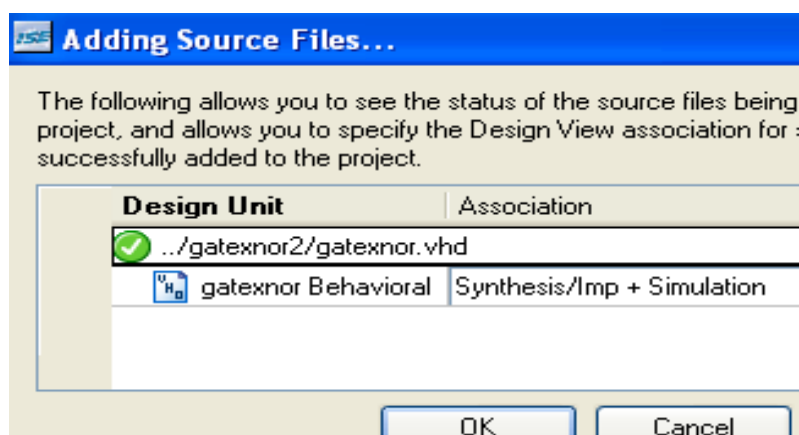 ISE Adding Source Files...
The following allows you to see the status of the source files being
project, and allows you to specify the Design View association for
successfully added to the project.
Design Unit Association
../gatexnor2/gatexnor.vhd
gatexnor Behavioral Synthesis/Imp + Simulation
OK Cancel